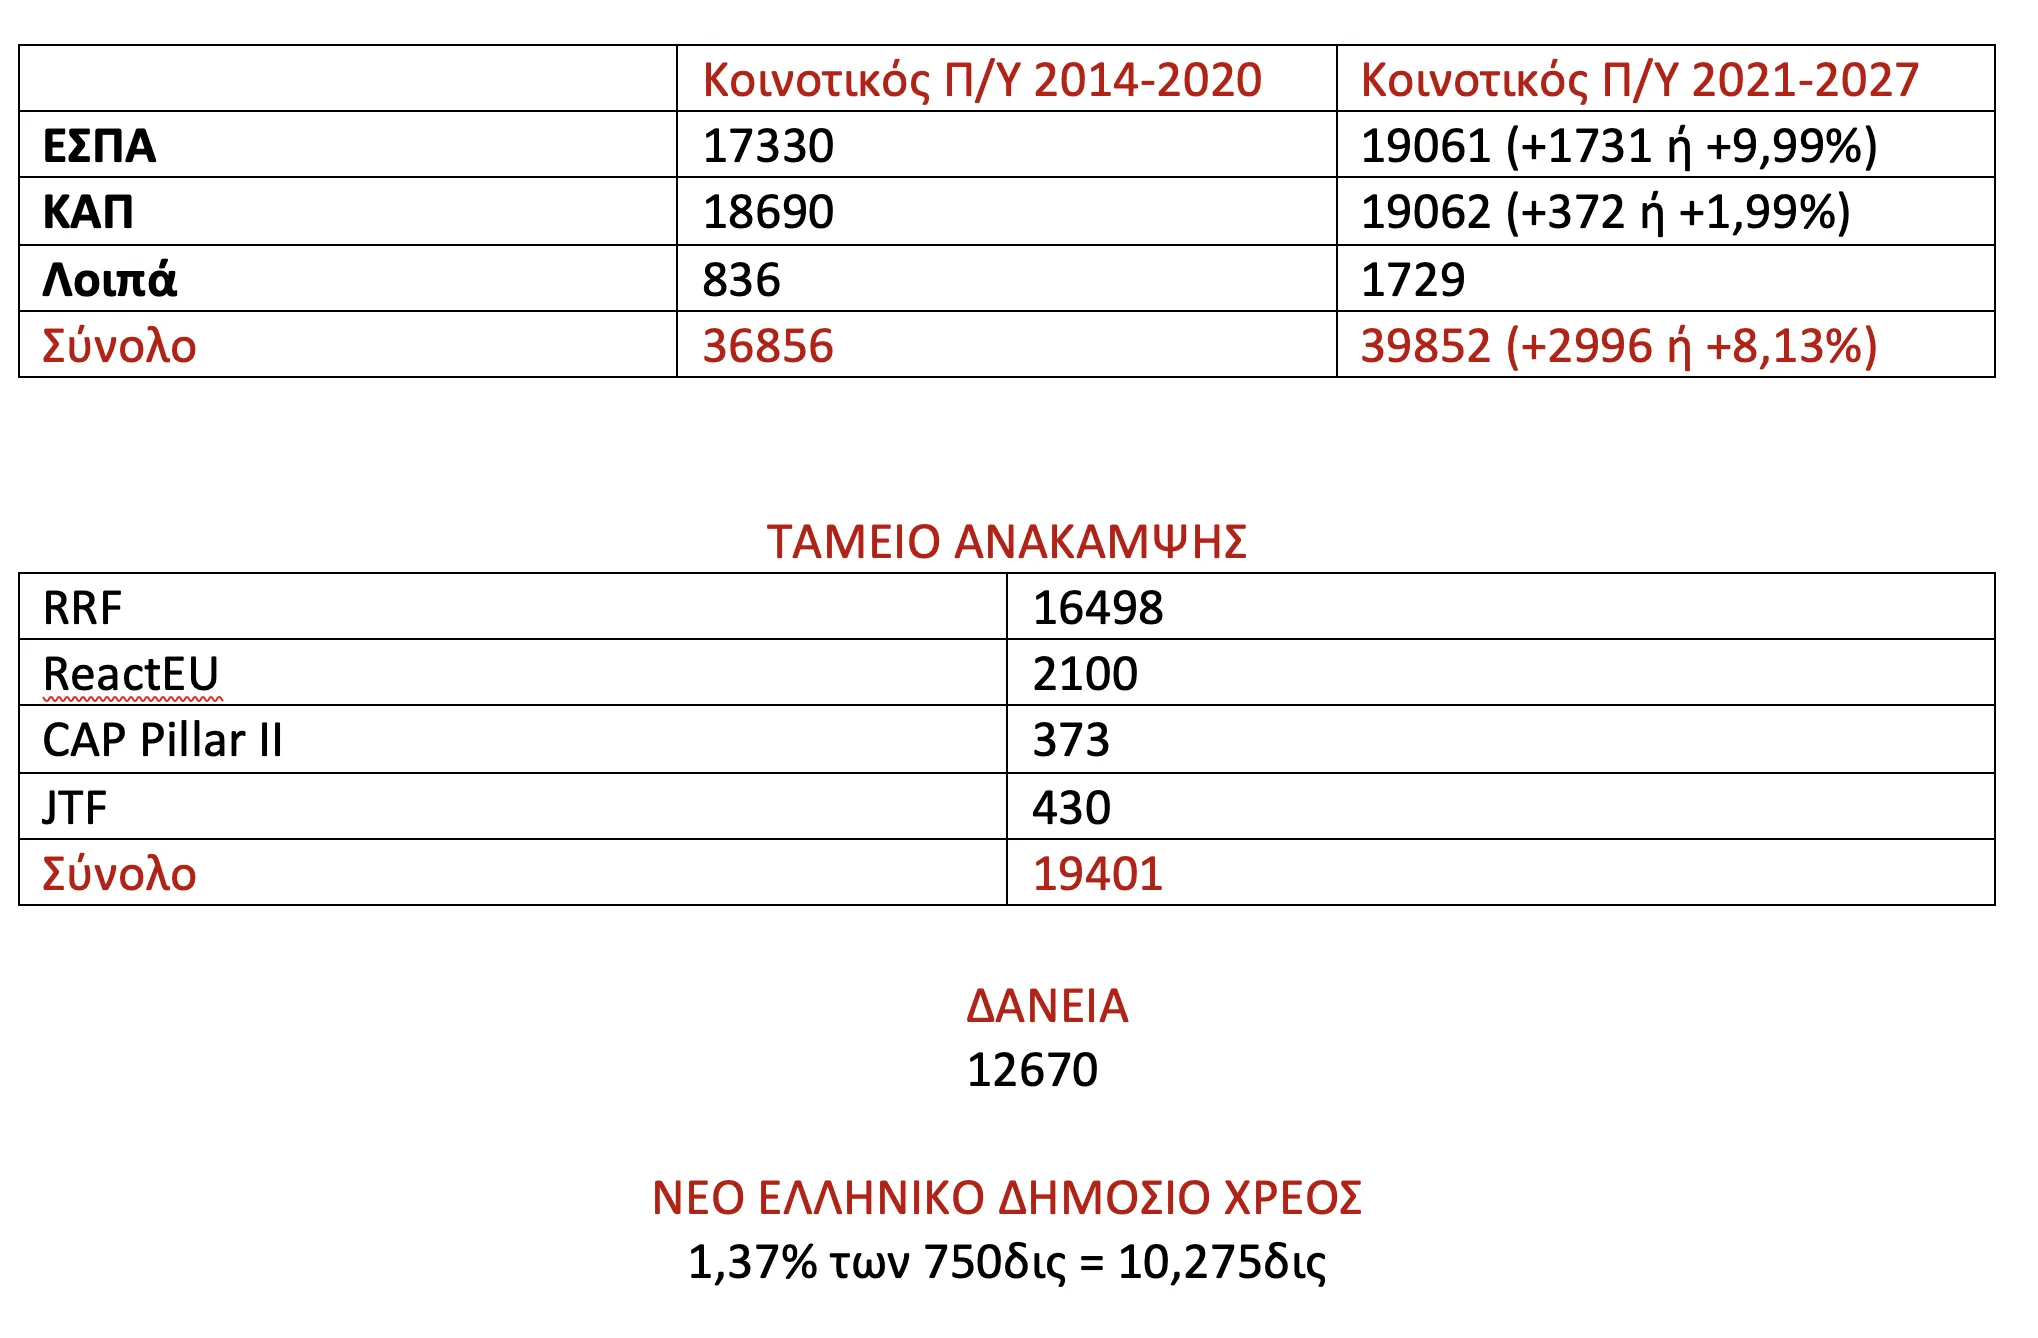 Κοινοτικός Π/Υ 2014-2020 Κοινοτικός Π/Υ 2021-2027
ΕΣΠΑ 17330 19061 (+1731 ή +9,99%)
ΚΑΠ 18690 19062 (+372 ή +1,99%)
Λοιπά 836 1729
Σύνολο 36856 39852 (+2996 ή +8,13%)
ΤΑΜΕΙΟ ΑΝΑΚΑΜΨΗΣ
RRF 16498
ReactEU 2100
CAP Pillar II 373
JTF 430
Σύνολο 19401
ΔΑΝΕΙΑ
12670
ΝΕΟ ΕΛΛΗΝΙΚΟ ΔΗΜΟΣΙΟ ΧΡΕΟΣ
1,37% των 750δις = 10,275δις